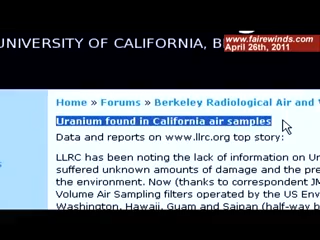 www.fairewinds.com
April 26th, 2011
UNIVERSITY OF CALIFORNIA, B
Home » Forums » Berkeley Radiological Air and
Uranium found in California air samples
Data and reports on www.llrc.org top story:
LLRC has been noting the lack of information on
suffered unknown amounts of damage and the pre
the environment. Now (thanks to correspondent JM
Volume Air Sampling filters operated by the US Env
Washington, Hawaii, Guam and Saipan (half-way b